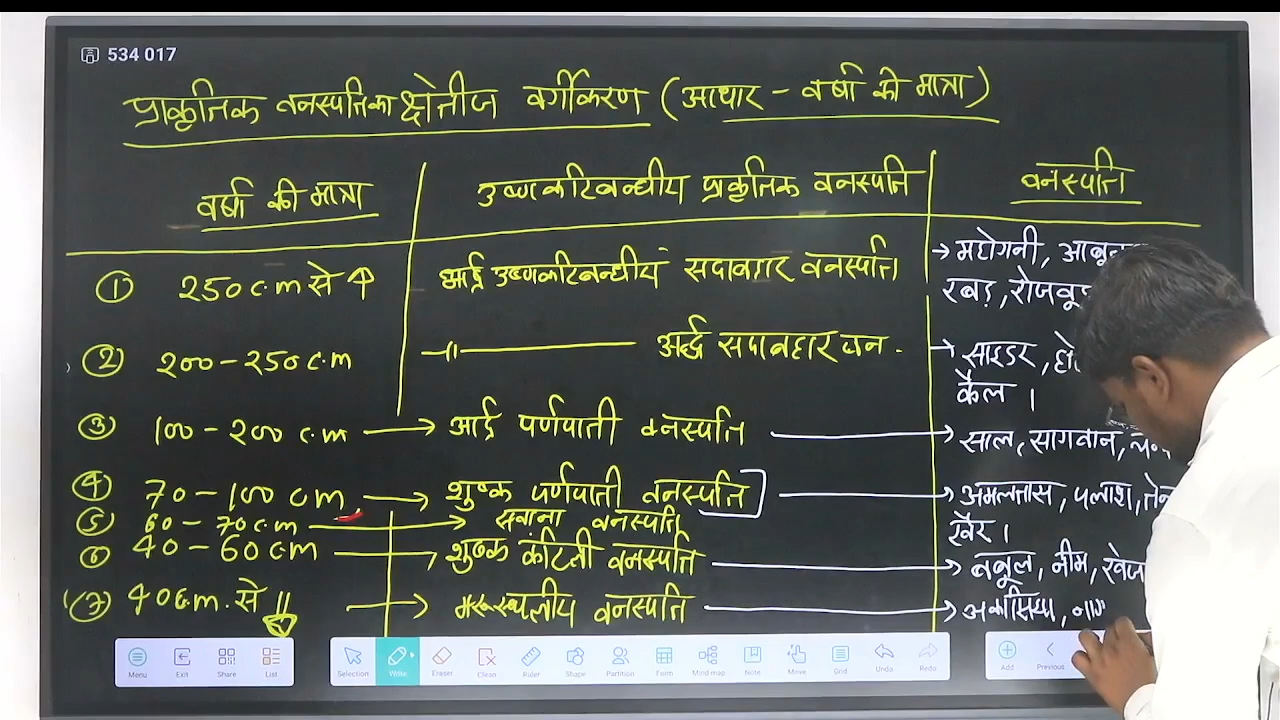 534 017
प्राकृतिक वनस्पतिका क्षेतीज वर्गीकरण (आधार - वर्षा की मात्रा)
वर्षा की मात्रा उष्णकटिबन्धीय प्राकृतिक वनस्पति वनस्पति
① 250 c.m से ↑ आर्द्र उष्णकटिबन्धीय सदाबहार वनस्पति → महोगनी,
रबड़,
② 200-250 c.m —॥— अर्द्ध सदाबहार वन. → साइडर,
कैल।
③ 100-200 c.m → आर्द्र पर्णपाती वनस्पति → साल, सागवान,
④ 70-100 cm → शुष्क पर्णपाती वनस्पति → अमलतास, पलाश,
खैर।
⑤ 60-70 c.m → सवाना वनस्पति
⑥ 40-60 cm → शुष्क कंटिली वनस्पति → बबूल, नीम,
⑦ 40 c.m. से ⇓ → मरूस्थलीय वनस्पति → अकासिया,
Menu Exit Share List Selection Write Eraser Clean Ruler Shape Partition Form Mind map Note Move Grid Undo Redo Add Previous